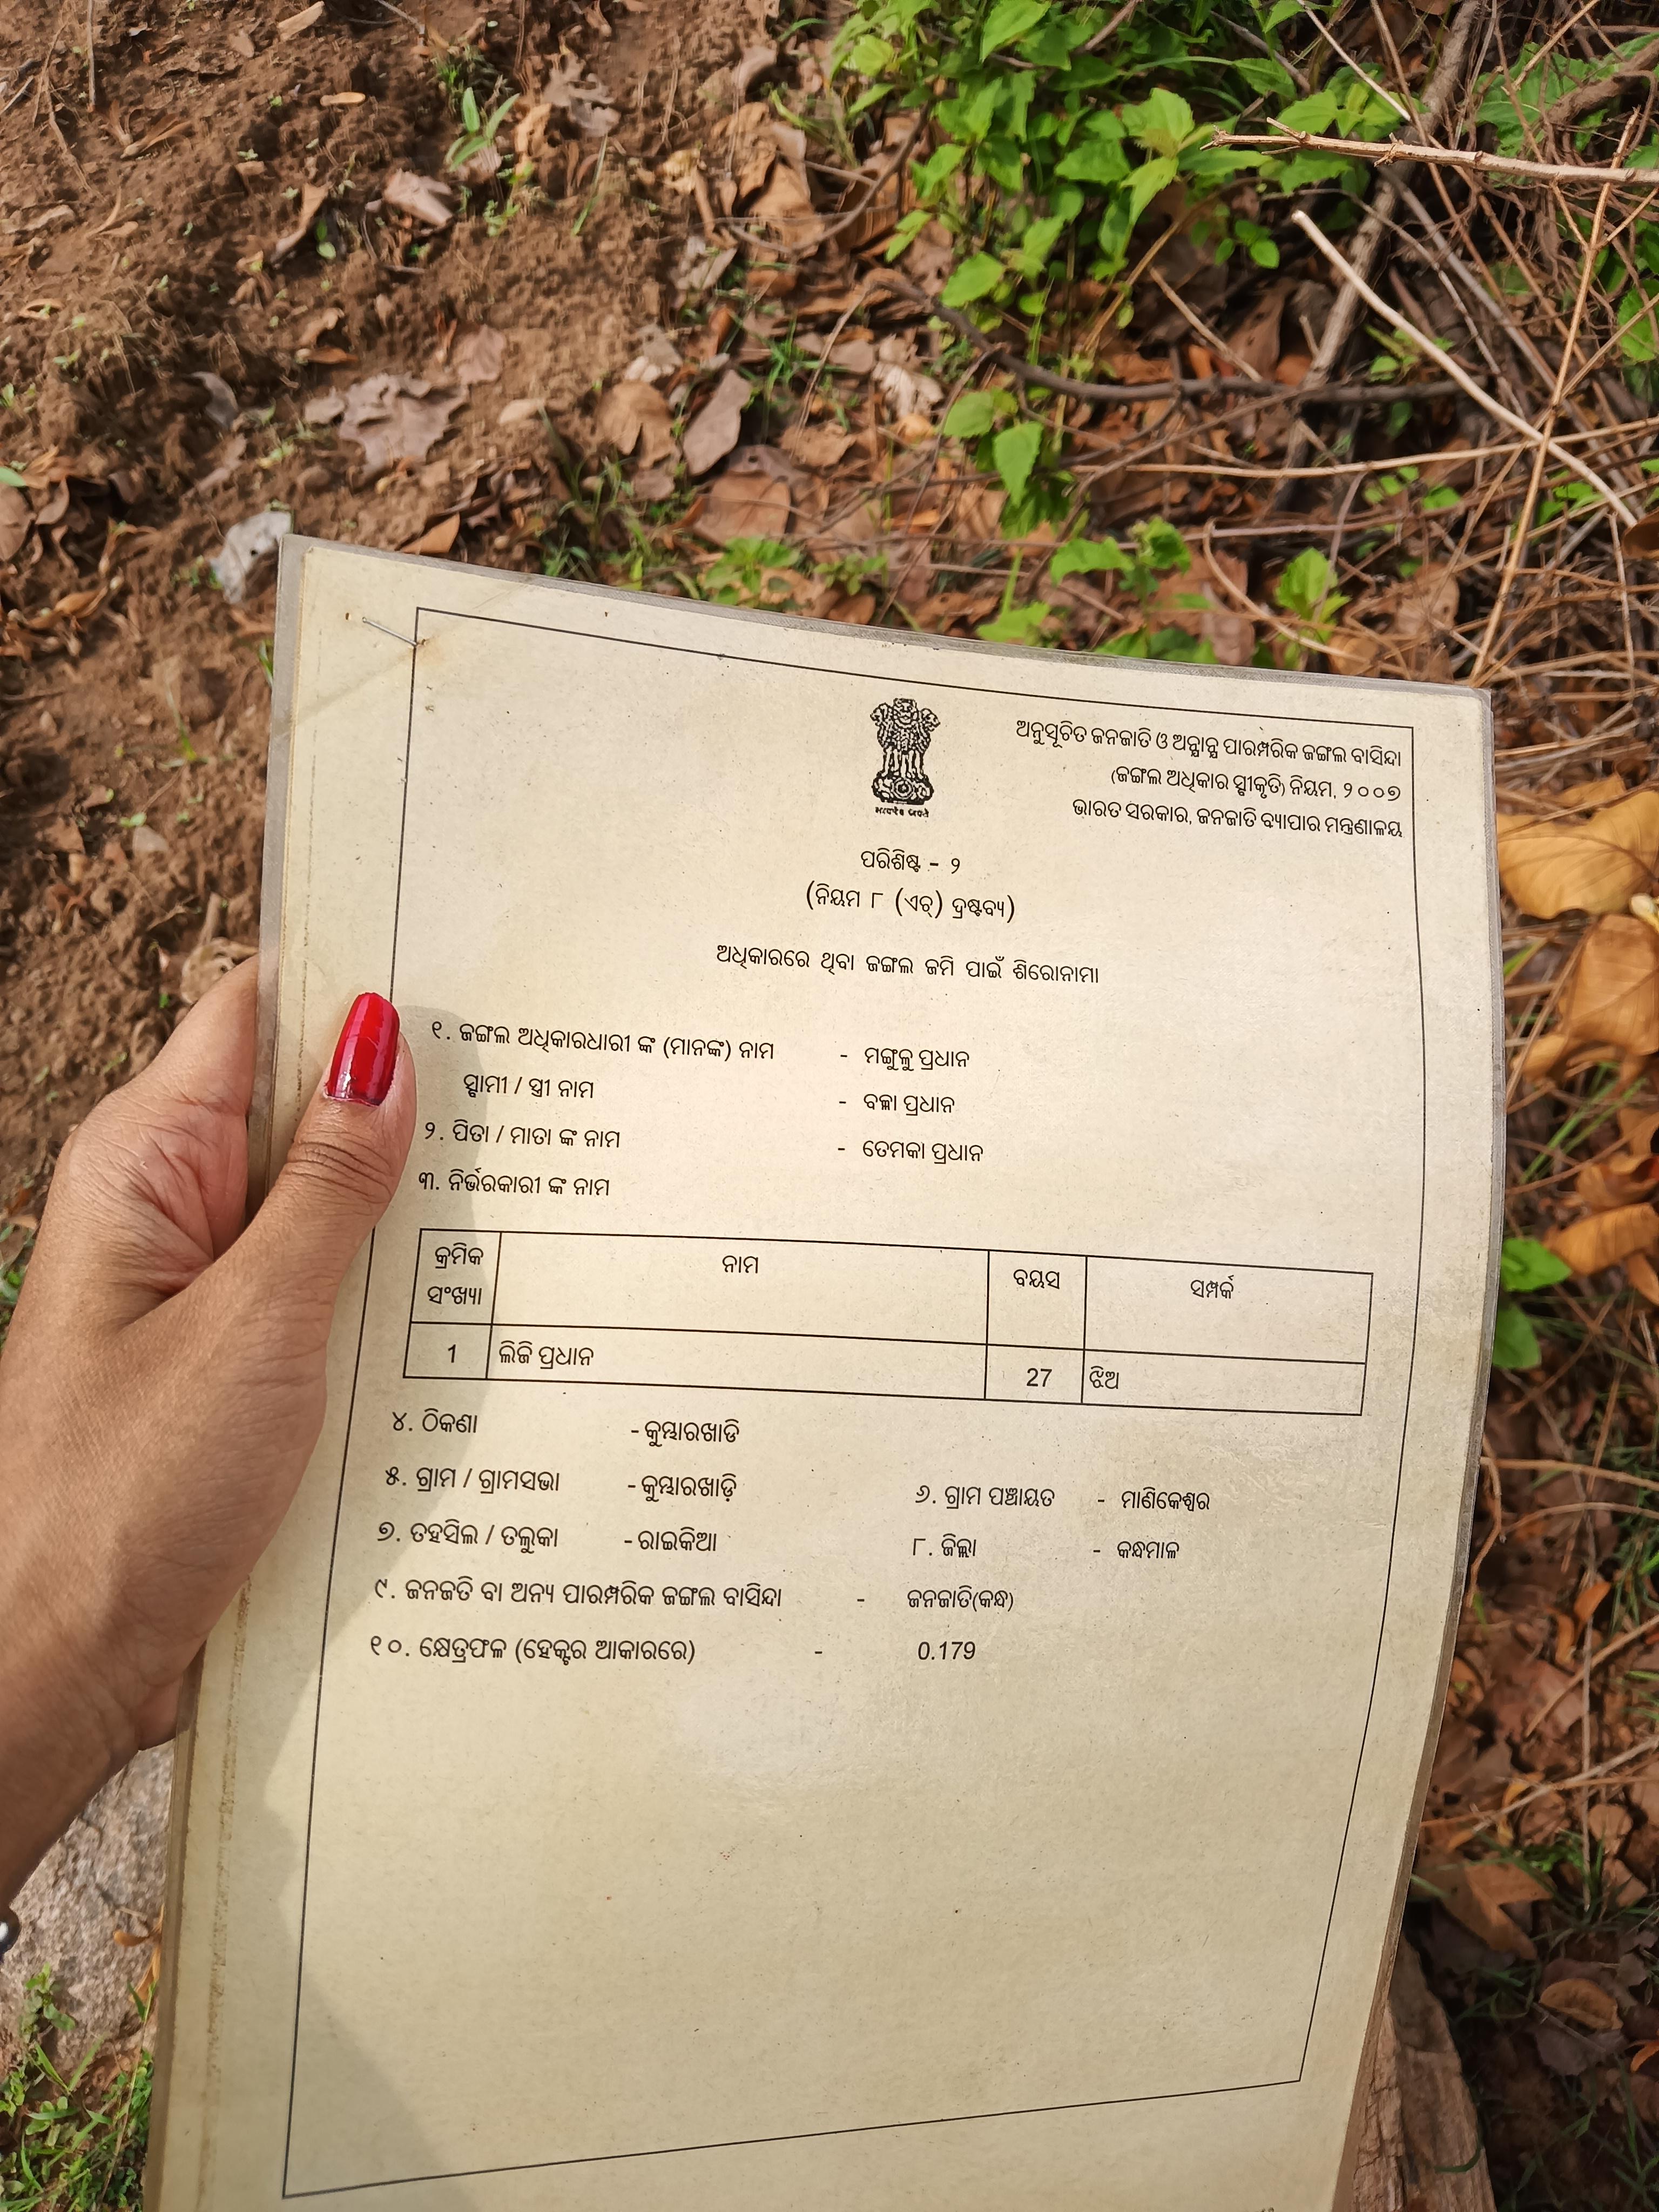 ଅନୁସୂଚିତ ଜନଜାତି ଓ ଅନ୍ଯାନ୍ଯ ପାରମ୍ପରିକ ଜଙ୍ଗଲ ବାସିନ୍ଦା
(ଜଙ୍ଗଲ ଅଧିକାର ସ୍ବୀକୃତି) ନିୟମ, ୨୦୦୭
ଭାରତ ସରକାର, ଜନଜାତି ବ୍ୟାପାର ମନ୍ତ୍ରଣାଳୟ
ପରିଶିଷ୍ଟ - ୨
(ନିୟମ ୮ (ଏଚ୍) ଦ୍ରଷ୍ଟବ୍ୟ)
ଅଧିକାରରେ ଥିବା ଜଙ୍ଗଲ ଜମି ପାଇଁ ଶିରୋନାମା
୧. ଜଙ୍ଗଲ ଅଧିକାରଧାରୀ ଙ୍କ (ମାନଙ୍କ) ନାମ - ମଙ୍ଗୁଳୁ ପ୍ରଧାନ
ସ୍ବାମୀ / ସ୍ତ୍ରୀ ନାମ - ବଳା ପ୍ରଧାନ
୨. ପିତା / ମାତା ଙ୍କ ନାମ - ତେମକା ପ୍ରଧାନ
୩. ନିର୍ଭରକାରୀ ଙ୍କ ନାମ
କ୍ରମିକ ସଂଖ୍ୟା ନାମ ବୟସ ସମ୍ପର୍କ
1 ଲିଜି ପ୍ରଧାନ 27 ଝିଅ
୪. ଠିକଣା - କୁମ୍ଭାରଖାଡି
୫. ଗ୍ରାମ / ଗ୍ରାମସଭା - କୁମ୍ଭାରଖାଡ଼ି ୬. ଗ୍ରାମ ପଞ୍ଚାୟତ - ମାଣିକେଶ୍ୱର
୭. ତହସିଲ / ତଲୁକା - ରାଇକିଆ ୮. ଜିଲ୍ଲା - କନ୍ଧମାଳ
୯. ଜନଜତି ବା ଅନ୍ୟ ପାରମ୍ପରିକ ଜଙ୍ଗଲ ବାସିନ୍ଦା - ଜନଜାତି(କନ୍ଧ)
୧୦. କ୍ଷେତ୍ରଫଳ (ହେକ୍ଟର ଆକାରରେ) - 0.179